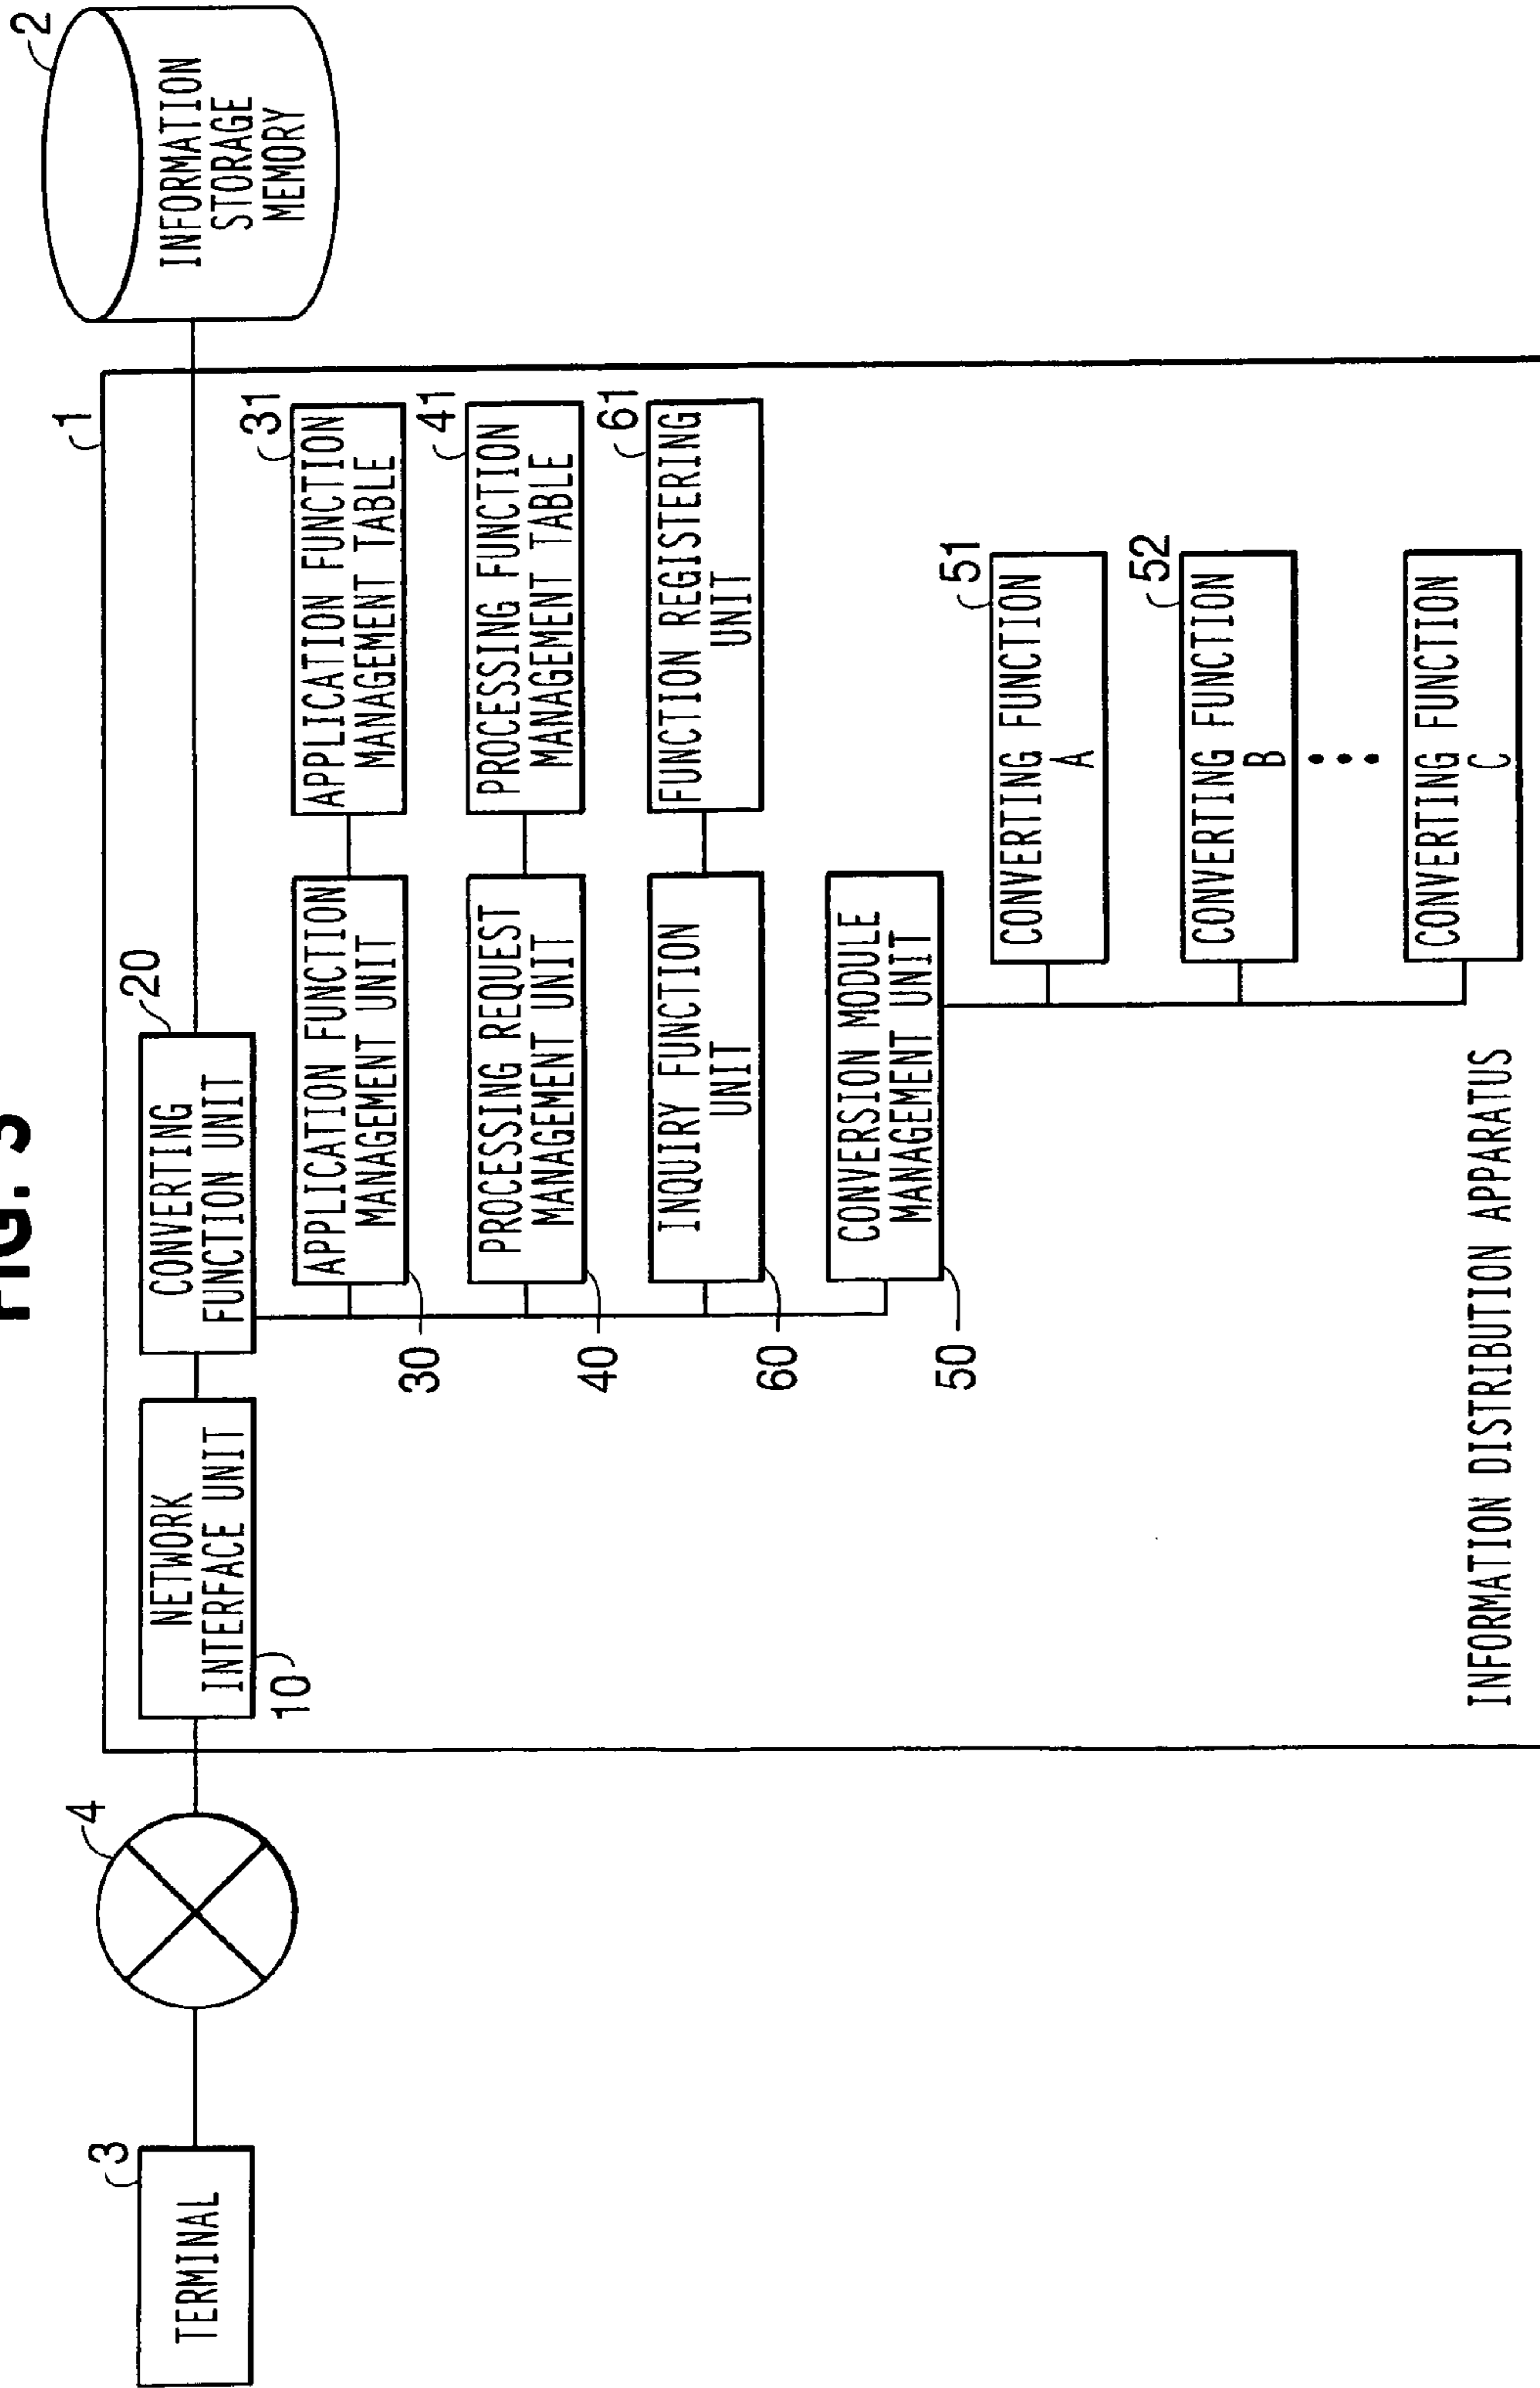 FIG. 3
1
2
INFORMATION
STORAGE
MEMORY
3
TERMINAL
4
NETWORK
INTERFACE UNIT
10
CONVERTING
FUNCTION UNIT
20
APPLICATION FUNCTION
MANAGEMENT UNIT
30
APPLICATION FUNCTION
MANAGEMENT TABLE
31
PROCESSING REQUEST
MANAGEMENT UNIT
40
PROCESSING FUNCTION
MANAGEMENT TABLE
41
INQUIRY FUNCTION
UNIT
60
FUNCTION REGISTERING
UNIT
61
CONVERSION MODULE
MANAGEMENT UNIT
50
CONVERTING FUNCTION
A
51
CONVERTING FUNCTION
B
52
CONVERTING FUNCTION
C
INFORMATION DISTRIBUTION APPARATUS